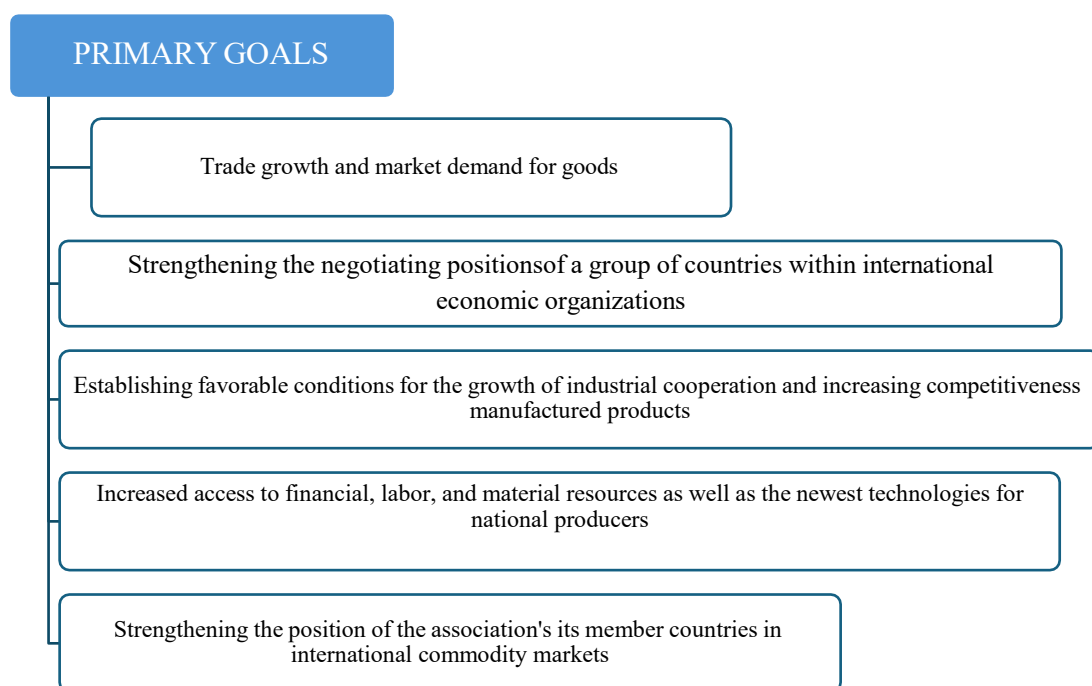 PRIMARY GOALS
Trade growth and market demand for goods
Strengthening the negotiating positionsof a group of countries within international
economic organizations
Establishing favorable conditions for the growth of industrial cooperation and increasing competitiveness
manufactured products
Increased access to financial, labor, and material resources as well as the newest technologies for
national producers
Strengthening the position of the association's its member countries in
international commodity markets